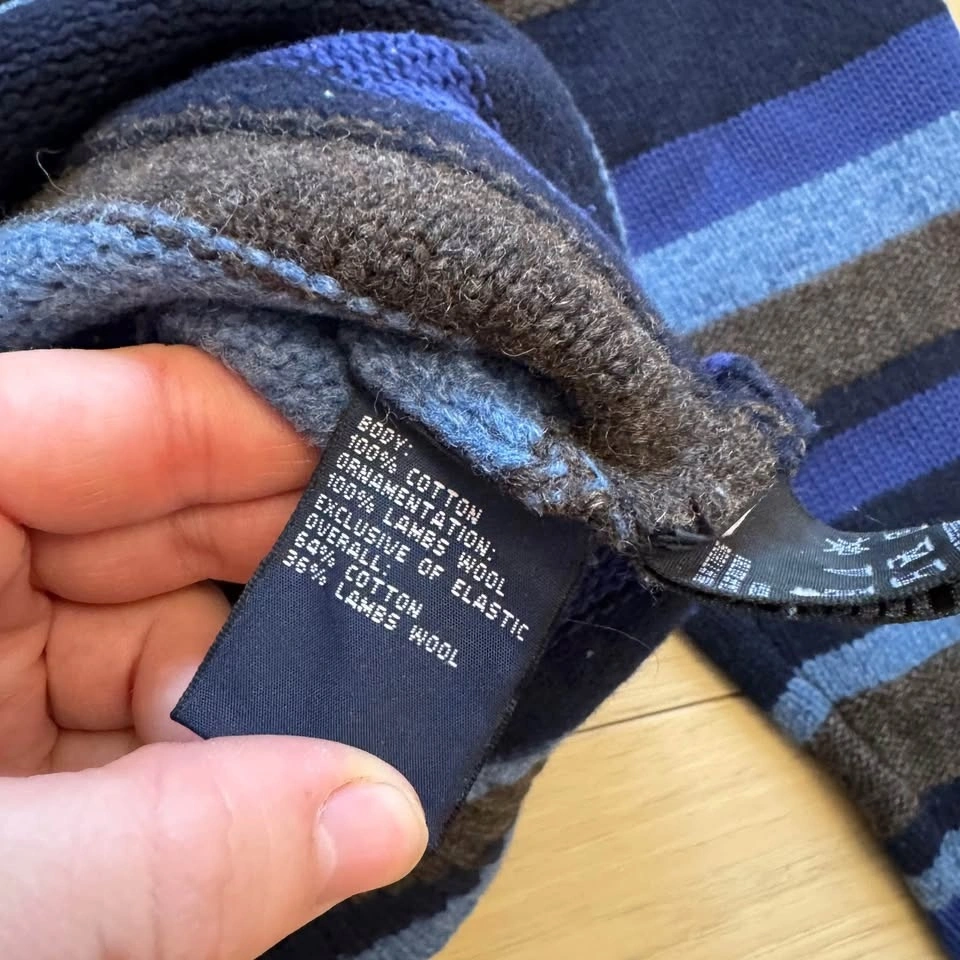 BODY:
100% COTTON
ORNAMENTATION:
100% LAMBS WOOL
EXCLUSIVE OF ELASTIC
OVERALL:
64% COTTON
36% LAMBS WOOL